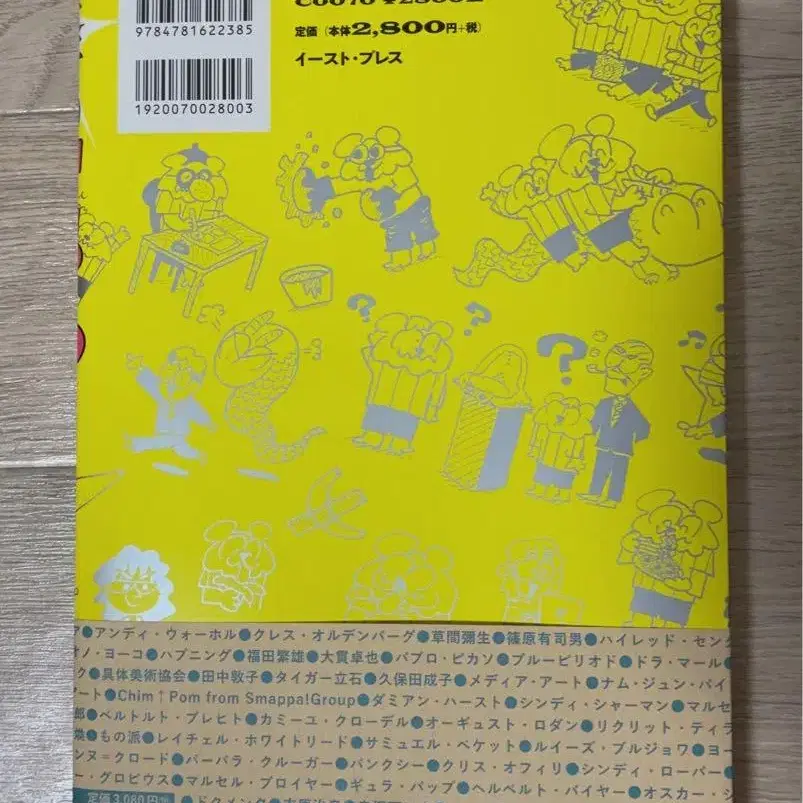 9784781622385
1920070028003
定価(本体2,800円+税)
イースト・プレス
? ?
?
ア●アンディ・ウォーホル●クレス・オルデンバーグ●草間彌生●篠原有司男●ハイレッド・セン
オノ・ヨーコ●ハプニング●福田繁雄●大貫卓也●パブロ・ピカソ●ブルーピリオド●ドラ・マール●
ク●具体美術協会●田中敦子●タイガー立石●久保田成子●メディア・アート●ナム・ジュン・パイ
アート●Chim↑Pom from Smappa!Group●ダミアン・ハースト●シンディ・シャーマン●マルセ
郎●ベルトルト・ブレヒト●カミーユ・クローデル●オーギュスト・ロダン●リクリット・ティラ
●もの派●レイチェル・ホワイトリード●サミュエル・ベケット●ルイーズ・ブルジョワ●ヨー
ンヌ=クロード●バーバラ・クルーガー●バンクシー●クリス・オフィリ●シンディ・ローパー●
ー・グロピウス●マルセル・ブロイヤー●ギュラ・パップ●ヘルベルト・バイヤー●オスカー・シ
定価3,080円